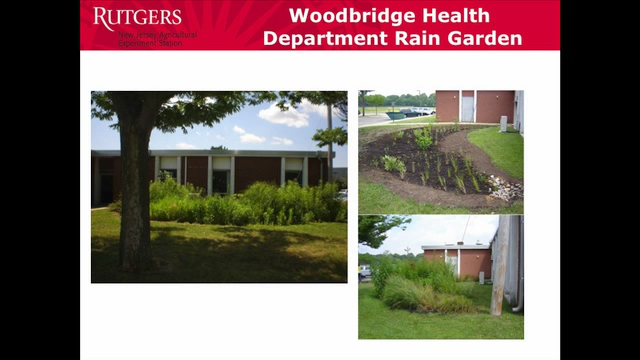 RUTGERS
New Jersey Agricultural
Experiment Station
Woodbridge Health
Department Rain Garden